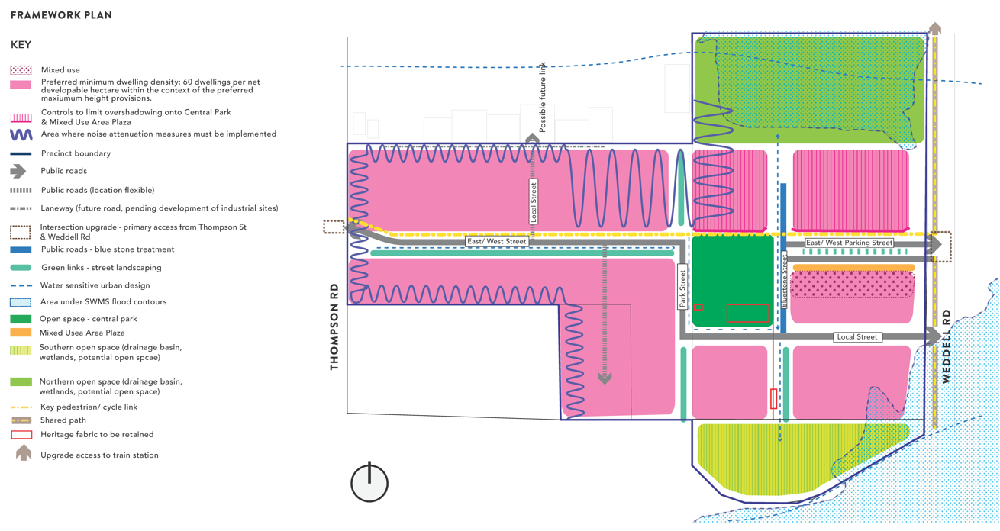 FRAMEWORK PLAN
KEY
Mixed use
Preferred minimum dwelling density: 60 dwellings per net
developable hectare within the context of the preferred
maxiumum height provisions.
Controls to limit overshadowing onto Central Park
& Mixed Use Area Plaza
Area where noise attenuation measures must be implemented
Precinct boundary
Public roads
Public roads (location flexible)
Laneway (future road, pending development of industrial sites)
Intersection upgrade - primary access from Thompson St
& Weddell Rd
Public roads - blue stone treatment
Green links - street landscaping
Water sensitive urban design
Area under SWMS flood contours
Open space - central park
Mixed Usea Area Plaza
Southern open space (drainage basin,
wetlands, potential open spcae)
Northern open space (drainage basin,
wetlands, potential open space)
Key pedestrian/ cycle link
Shared path
Heritage fabric to be retained
Upgrade access to train station
Possible future link
Local Street
East/ West Street
East/ West Parking Street
Park Street
Bluestone Street
Local Street
THOMPSON RD
WEDDELL RD